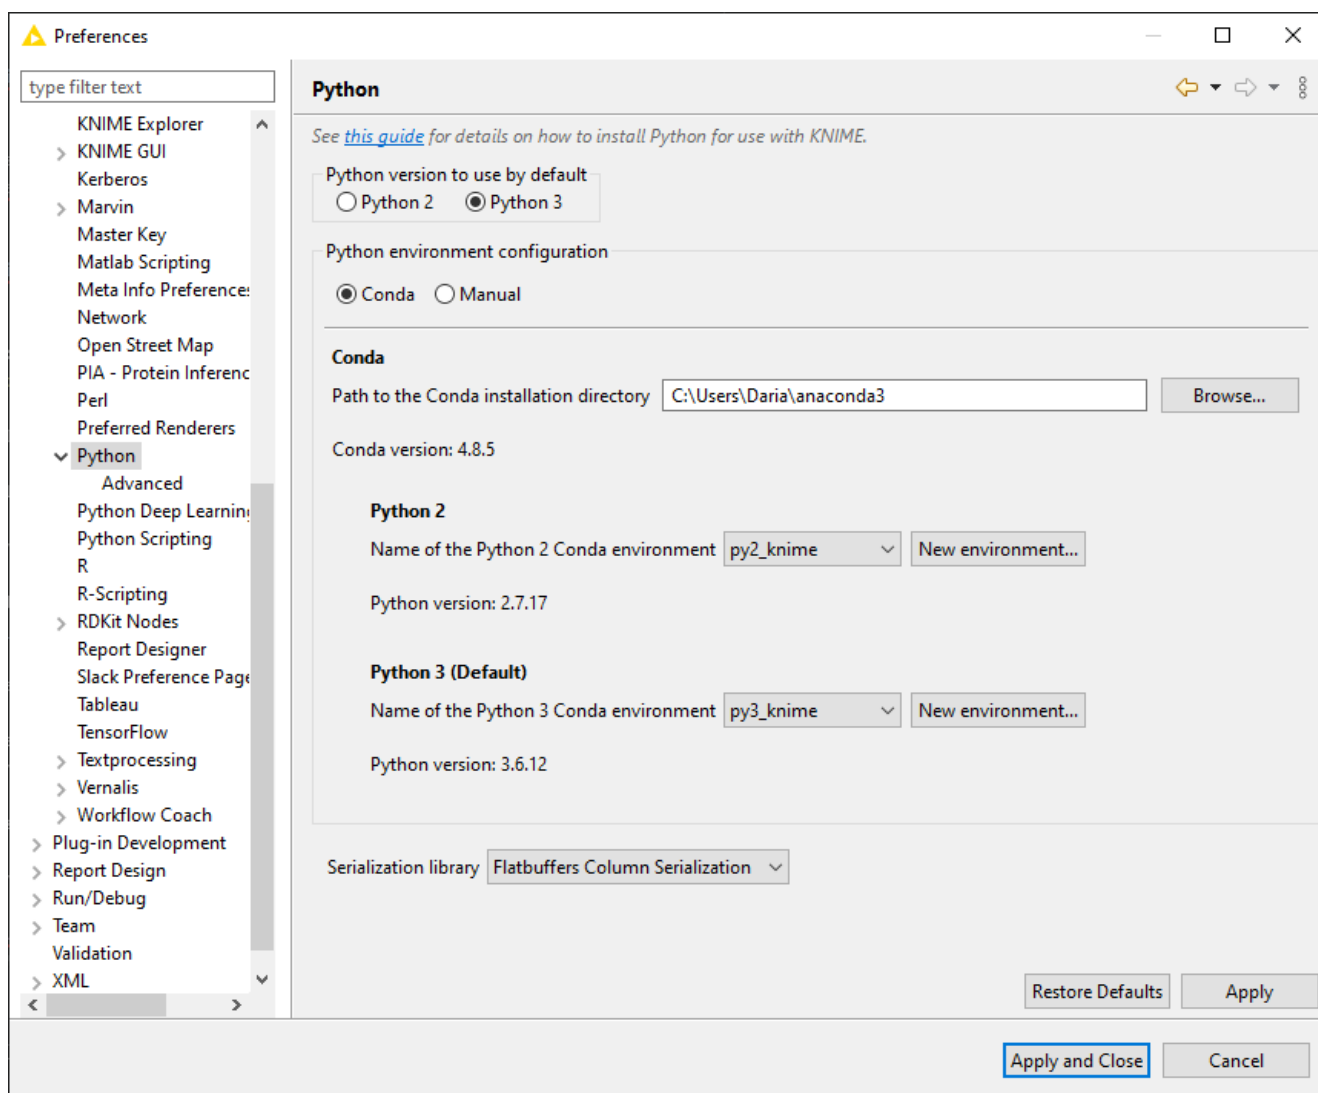 Preferences
type filter text
KNIME Explorer
KNIME GUI
Kerberos
Marvin
Master Key
Matlab Scripting
Meta Info Preferences
Network
Open Street Map
PIA - Protein Inferenc
Perl
Preferred Renderers
Python
Advanced
Python Deep Learning
Python Scripting
R
R-Scripting
RDKit Nodes
Report Designer
Slack Preference Page
Tableau
TensorFlow
Textprocessing
Vernalis
Workflow Coach
Plug-in Development
Report Design
Run/Debug
Team
Validation
XML
Python
See this guide for details on how to install Python for use with KNIME.
Python version to use by default
Python 2 Python 3
Python environment configuration
Conda Manual
Conda
Path to the Conda installation directory C:\Users\Daria\anaconda3 Browse...
Conda version: 4.8.5
Python 2
Name of the Python 2 Conda environment py2_knime New environment...
Python version: 2.7.17
Python 3 (Default)
Name of the Python 3 Conda environment py3_knime New environment...
Python version: 3.6.12
Serialization library Flatbuffers Column Serialization
Restore Defaults Apply
Apply and Close Cancel